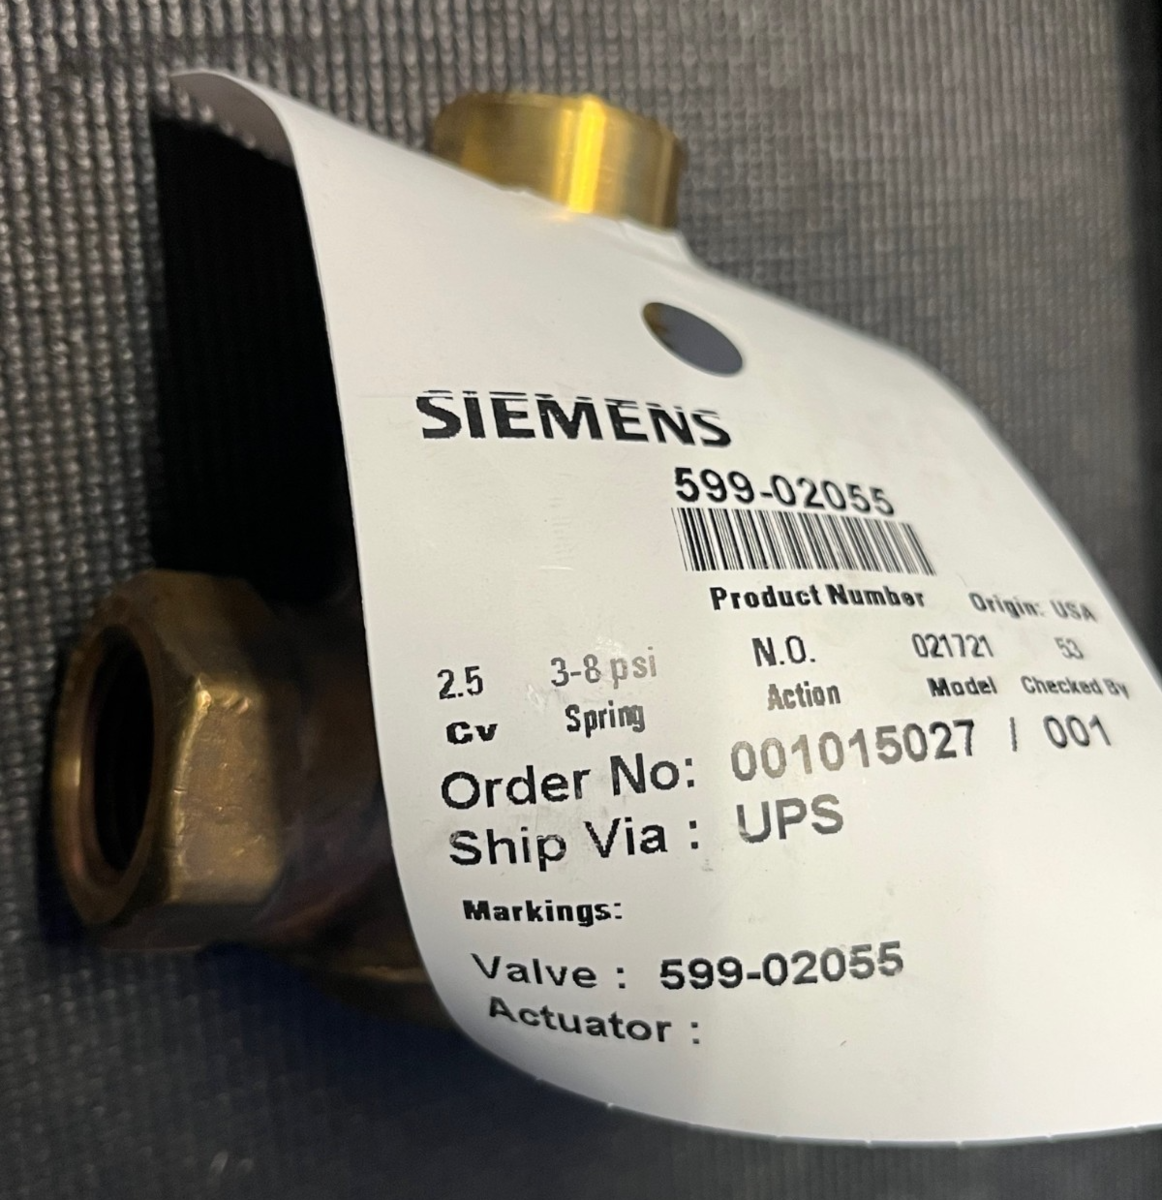 SIEMENS
599-02055
Product Number Origin: USA
2.5 3-8 psi N.O. 021721 53
Cv Spring Action Model Checked By
Order No: 001015027 / 001
Ship Via : UPS
Markings:
Valve : 599-02055
Actuator :